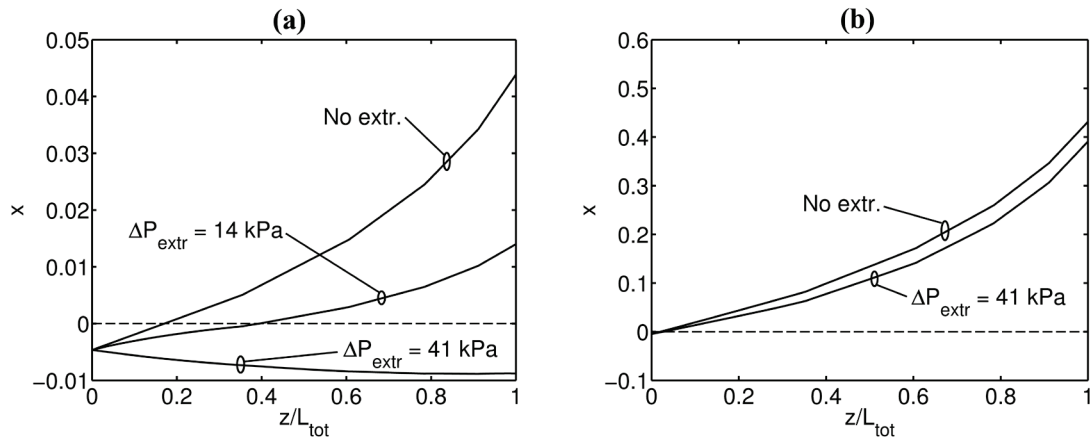 (a)
0.05
0.04
0.03
0.02
0.01
0
−0.01
x
No extr.
ΔP_extr = 14 kPa
ΔP_extr = 41 kPa
0 0.2 0.4 0.6 0.8 1
z/L_tot
(b)
0.6
0.5
0.4
0.3
0.2
0.1
0
−0.1
x
No extr.
ΔP_extr = 41 kPa
0 0.2 0.4 0.6 0.8 1
z/L_tot